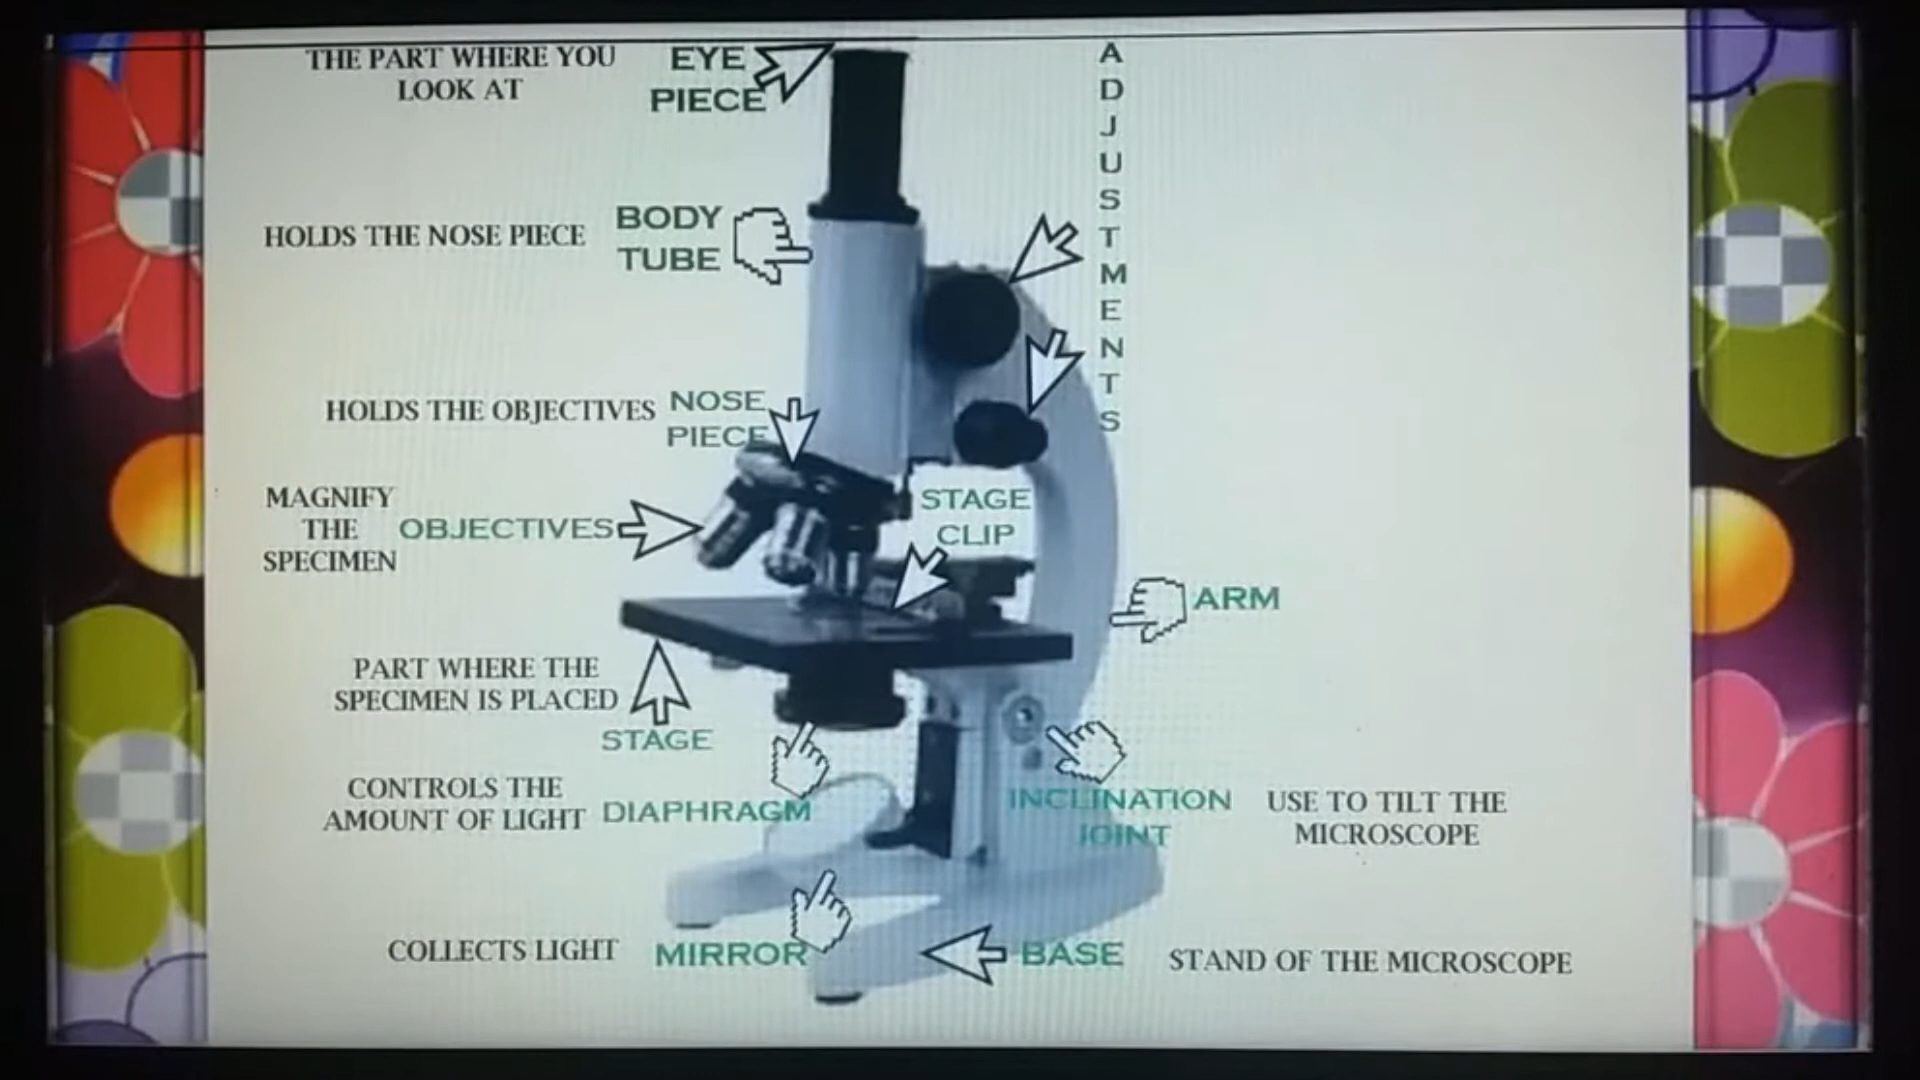 THE PART WHERE YOU
LOOK AT
EYE
PIECE
ADJUSTMENTS
HOLDS THE NOSE PIECE
BODY
TUBE
HOLDS THE OBJECTIVES
NOSE
PIECE
MAGNIFY
THE
SPECIMEN
OBJECTIVES
STAGE
CLIP
ARM
PART WHERE THE
SPECIMEN IS PLACED
STAGE
CONTROLS THE
AMOUNT OF LIGHT
DIAPHRAGM
INCLINATION
JOINT
USE TO TILT THE
MICROSCOPE
COLLECTS LIGHT
MIRROR
BASE
STAND OF THE MICROSCOPE